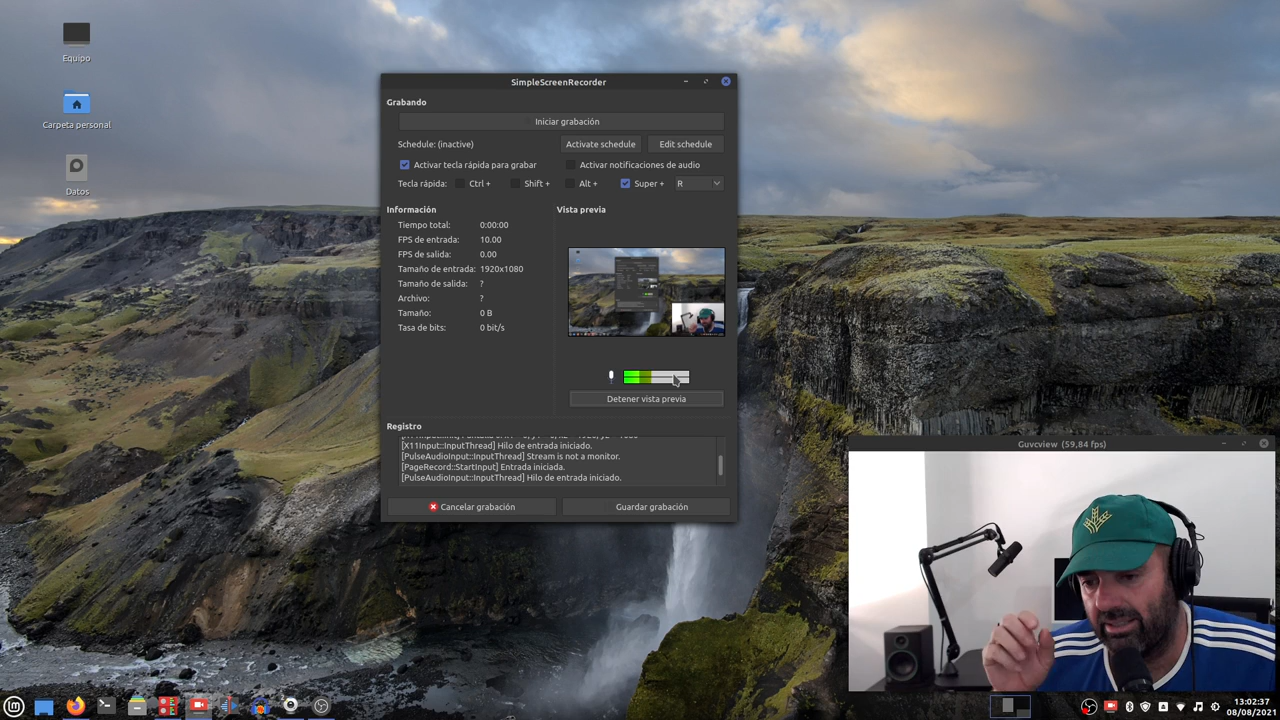 Equipo
Carpeta personal
Datos
SimpleScreenRecorder
Grabando
Iniciar grabación
Schedule: (inactive)
Activate schedule
Edit schedule
Activar tecla rápida para grabar
Activar notificaciones de audio
Tecla rápida:
Ctrl +
Shift +
Alt +
Super +
R
Información
Tiempo total: 0:00:00
FPS de entrada: 10.00
FPS de salida: 0.00
Tamaño de entrada: 1920x1080
Tamaño de salida: ?
Archivo: ?
Tamaño: 0 B
Tasa de bits: 0 bit/s
Vista previa
Detener vista previa
Registro
[X11Input::InputThread] Hilo de entrada iniciado.
[PulseAudioInput::InputThread] Stream is not a monitor.
[PageRecord::StartInput] Entrada iniciada.
[PulseAudioInput::InputThread] Hilo de entrada iniciado.
Cancelar grabación
Guardar grabación
Guvcview (59,84 fps)
13:02:37
08/08/2021